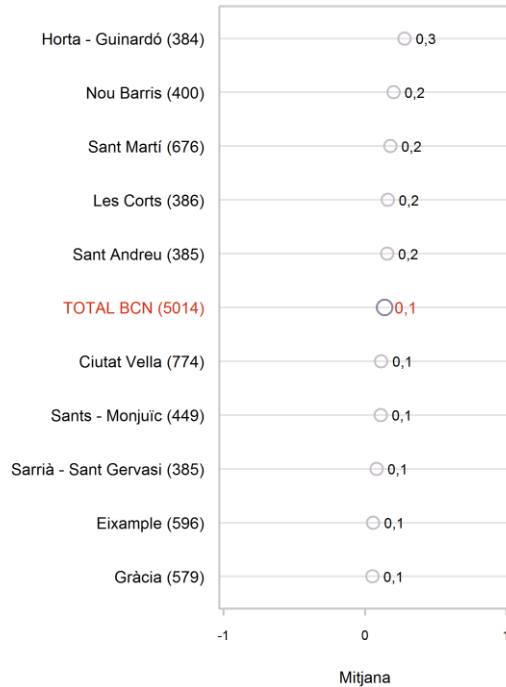 Horta - Guinardó (384) 0,3
Nou Barris (400) 0,2
Sant Martí (676) 0,2
Les Corts (386) 0,2
Sant Andreu (385) 0,2
TOTAL BCN (5014) 0,1
Ciutat Vella (774) 0,1
Sants - Monjuïc (449) 0,1
Sarrià - Sant Gervasi (385) 0,1
Eixample (596) 0,1
Gràcia (579) 0,1
-1 0 1
Mitjana